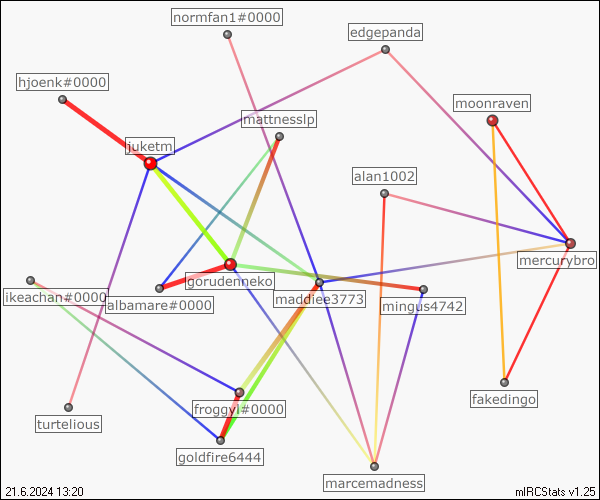 normfan1#0000
edgepanda
hjoenk#0000
moonraven
mattnesslp
juketm
alan1002
mercurybro
gorudenneko
ikeachan#0000
albamare#0000
maddiee3773
mingus4742
fakedingo
froggyl#0000
turtelious
goldfire6444
marcemadness
21.6.2024 13:20
mIRCStats v1.25